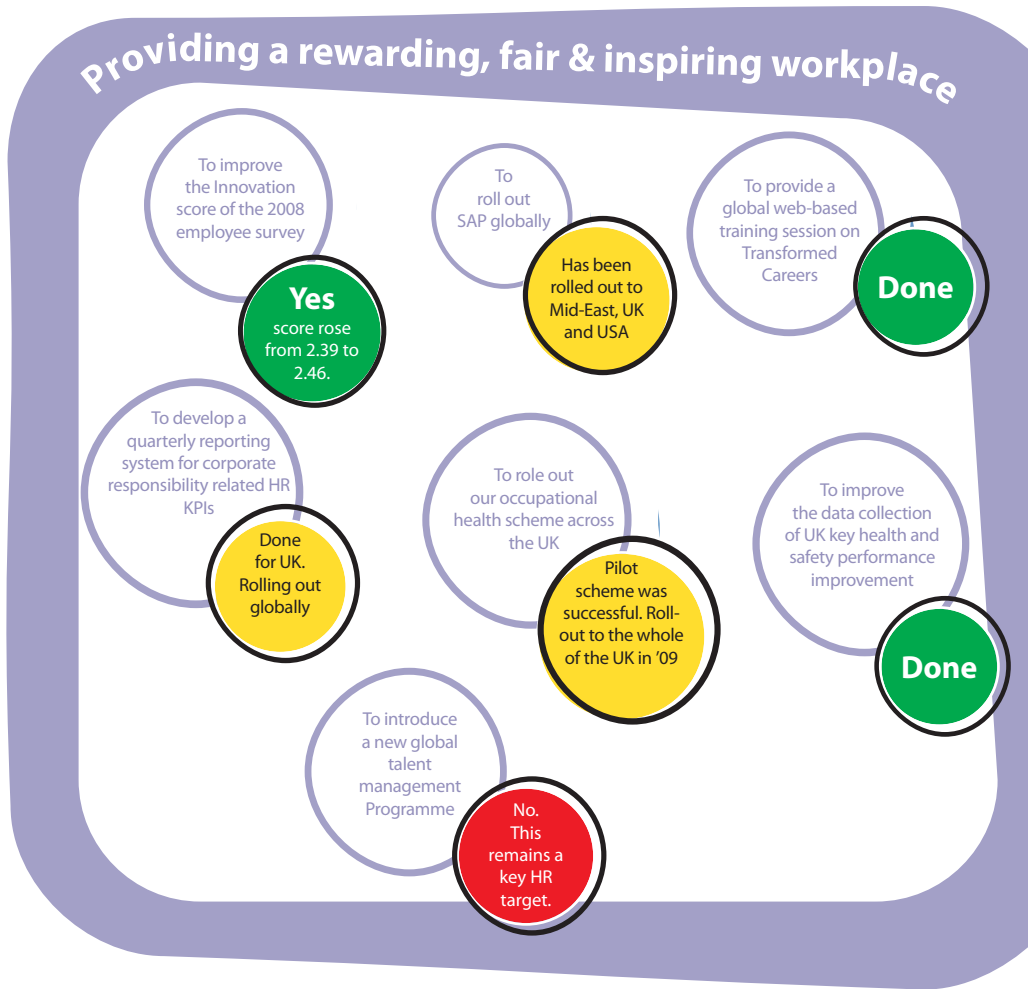 Providing a rewarding, fair & inspiring workplace
To improve
the Innovation
score of the 2008
employee survey
Yes
score rose
from 2.39 to
2.46.
To
roll out
SAP globally
Has been
rolled out to
Mid-East, UK
and USA
To provide a
global web-based
training session on
Transformed
Careers
Done
To develop a
quarterly reporting
system for corporate
responsibility related HR
KPIs
Done
for UK.
Rolling out
globally
To role out
our occupational
health scheme across
the UK
Pilot
scheme was
successful. Roll-
out to the whole
of the UK in ’09
To improve
the data collection
of UK key health and
safety performance
improvement
Done
To introduce
a new global
talent
management
Programme
No.
This
remains a
key HR
target.